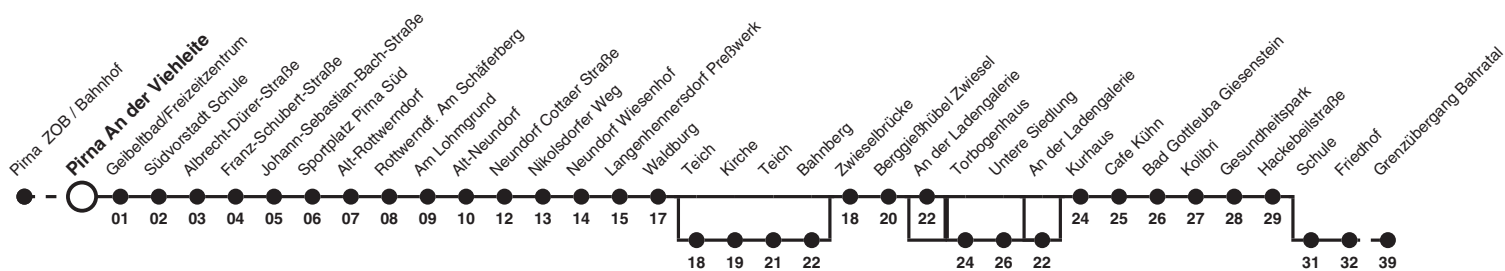 Pirna ZOB / Bahnhof
Pirna An der Viehleite
Geibeltbad/Freizeitzentrum
Südvorstadt Schule
Albrecht-Dürer-Straße
Franz-Schubert-Straße
Johann-Sebastian-Bach-Straße
Sportplatz Pirna Süd
Alt-Rottwerndorf
Rottwerndf. Am Schäferberg
Am Lohmgrund
Alt-Neundorf
Neundorf Cottaer Straße
Nikolsdorfer Weg
Neundorf Wiesenhof
Langenhennersdorf Preßwerk
Waldburg
Teich
Kirche
Teich
Bahnberg
Zwieselbrücke
Berggießhübel Zwiesel
An der Ladengalerie
Torbogenhaus
Untere Siedlung
An der Ladengalerie
Kurhaus
Cafe Kühn
Bad Gottleuba Giesenstein
Kolibri
Gesundheitspark
Hackebeilstraße
Schule
Friedhof
Grenzübergang Bahratal
01 02 03 04 05 06 07 08 09 10 12 13 14 15 17 18 20 22 24 25 26 27 28 29
18 19 21 22 24 26 22 31 32 39